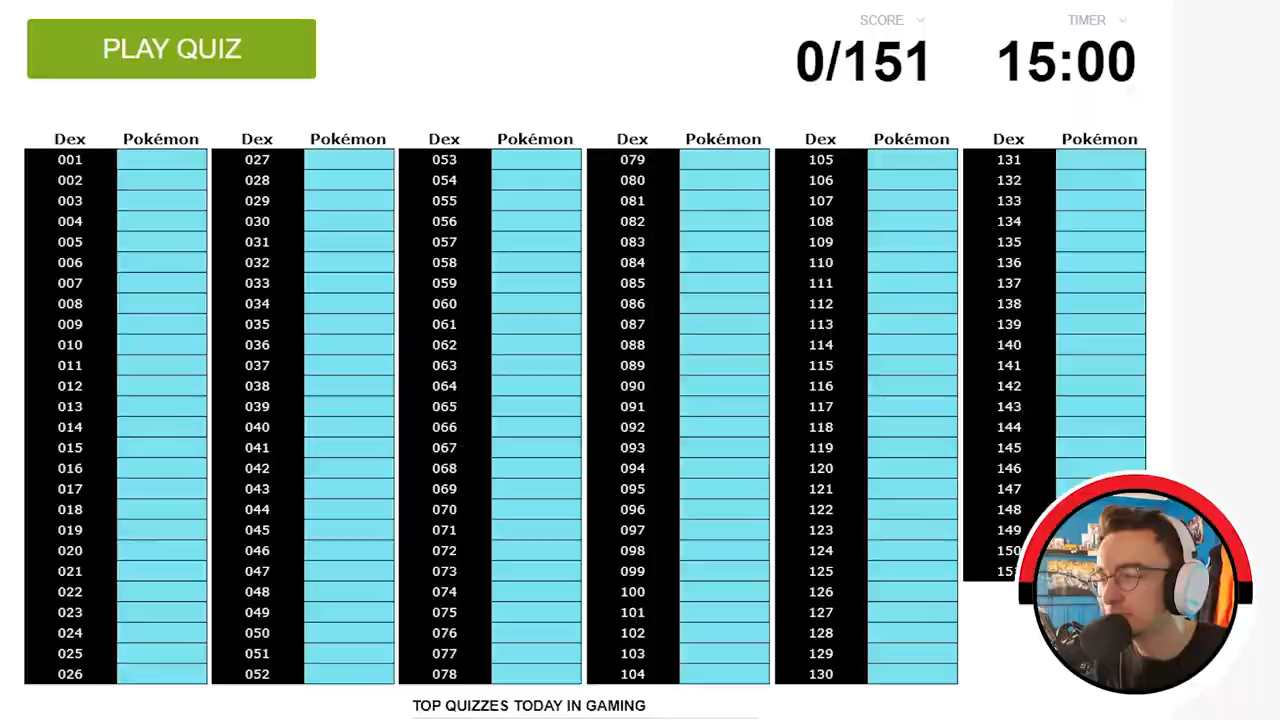 PLAY QUIZ
SCORE
TIMER
0/151
15:00
Dex Pokémon Dex Pokémon Dex Pokémon Dex Pokémon Dex Pokémon Dex Pokémon
001 027 053 079 105 131
002 028 054 080 106 132
003 029 055 081 107 133
004 030 056 082 108 134
005 031 057 083 109 135
006 032 058 084 110 136
007 033 059 085 111 137
008 034 060 086 112 138
009 035 061 087 113 139
010 036 062 088 114 140
011 037 063 089 115 141
012 038 064 090 116 142
013 039 065 091 117 143
014 040 066 092 118 144
015 041 067 093 119 145
016 042 068 094 120 146
017 043 069 095 121 147
018 044 070 096 122 148
019 045 071 097 123 149
020 046 072 098 124 150
021 047 073 099 125 15
022 048 074 100 126
023 049 075 101 127
024 050 076 102 128
025 051 077 103 129
026 052 078 104 130
TOP QUIZZES TODAY IN GAMING